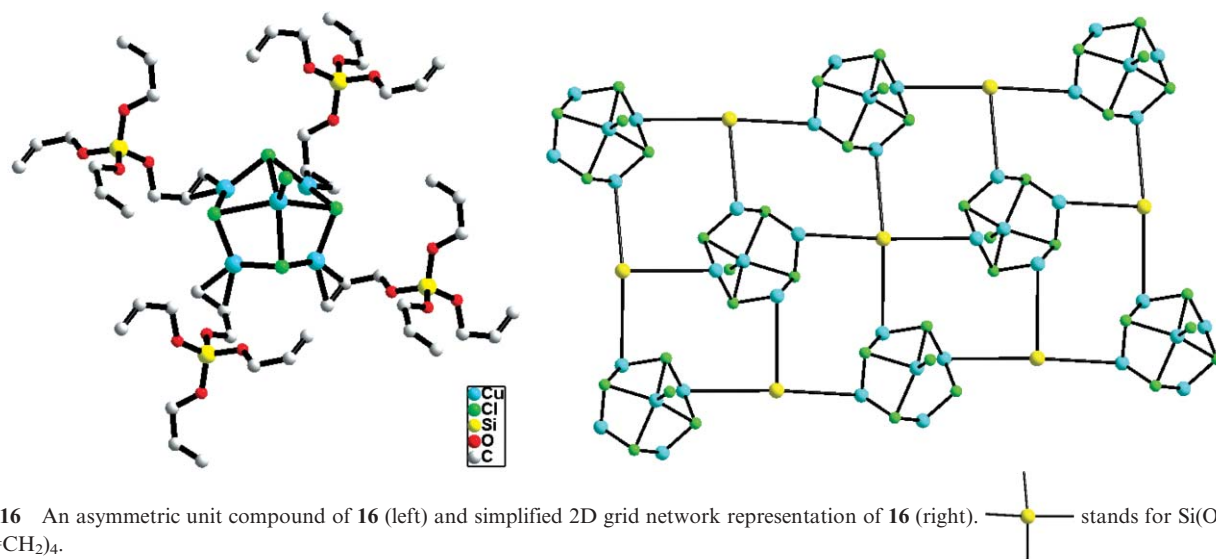 Cu
Cl
Si
O
C
16 An asymmetric unit compound of 16 (left) and simplified 2D grid network representation of 16 (right). stands for Si(O
CH₂)₄.